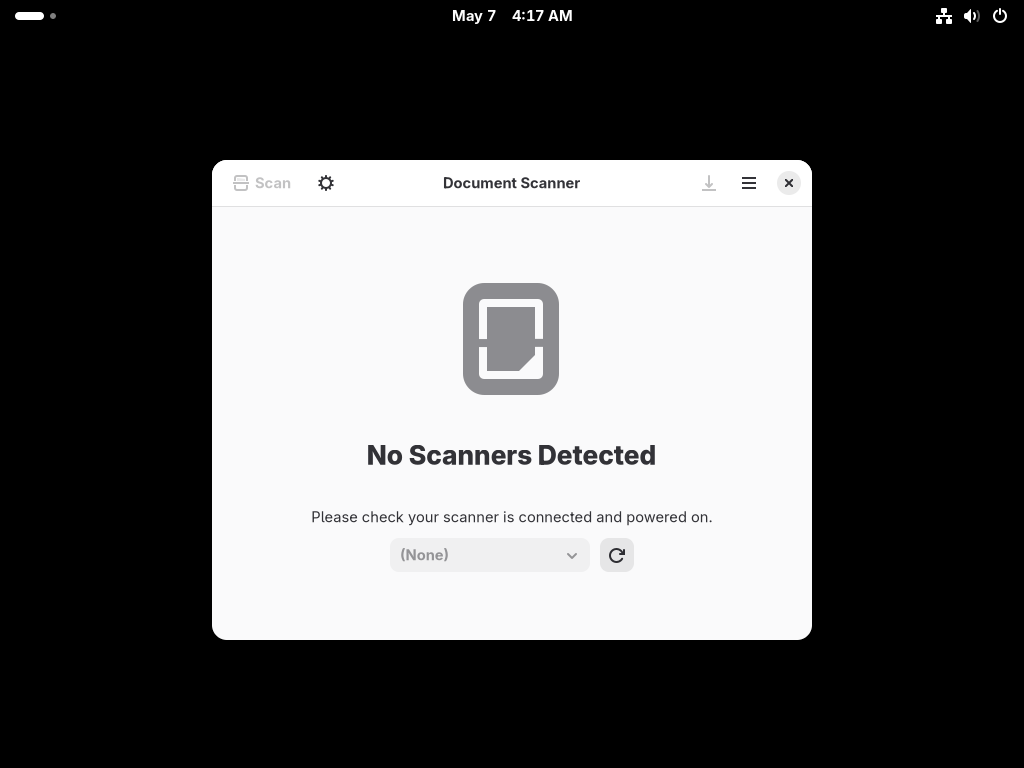 May 7 4:17 AM
Scan
Document Scanner
No Scanners Detected
Please check your scanner is connected and powered on.
(None)